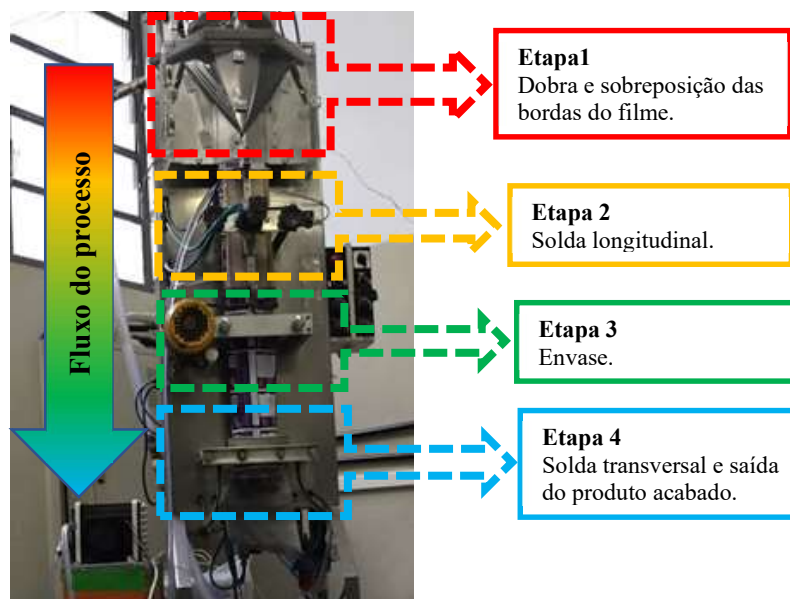 Etapa1
Dobra e sobreposição das
bordas do filme.
Fluxo do processo
Etapa 2
Solda longitudinal.
Etapa 3
Envase.
Etapa 4
Solda transversal e saída
do produto acabado.